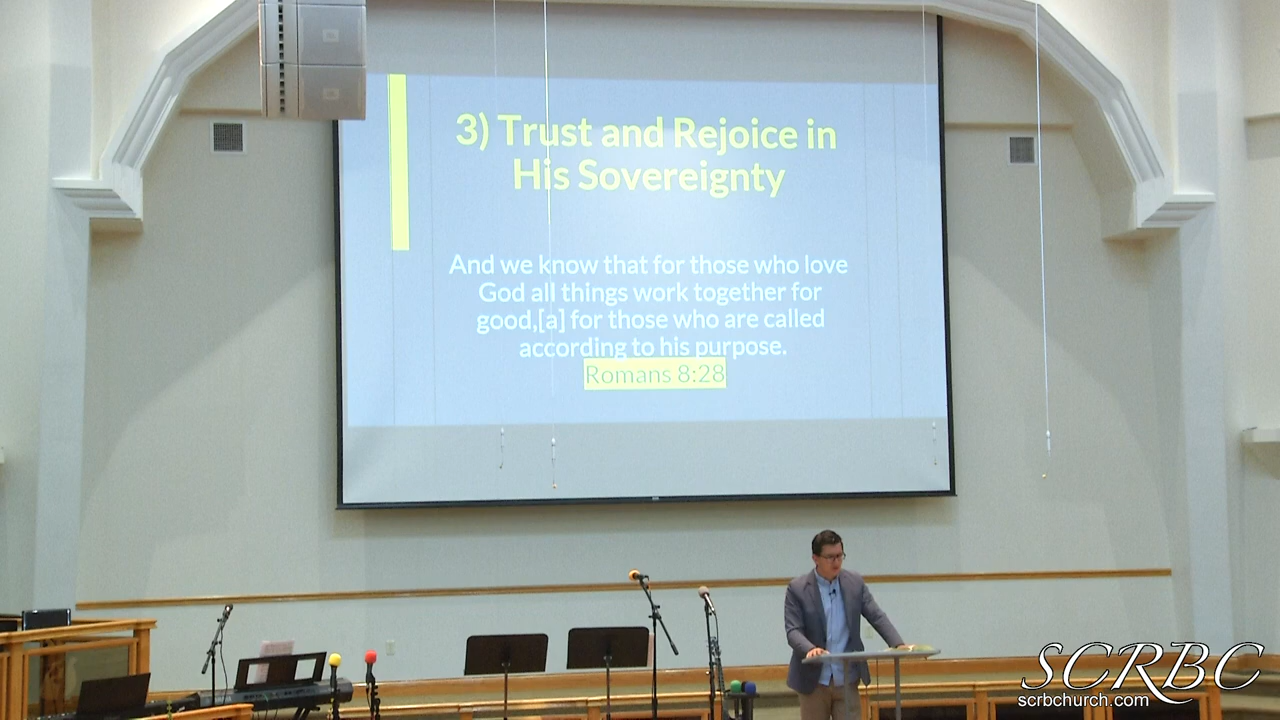 3) Trust and Rejoice in
His Sovereignty
And we know that for those who love
God all things work together for
good,[a] for those who are called
according to his purpose.
Romans 8:28
SCRBC
scrbchurch.com